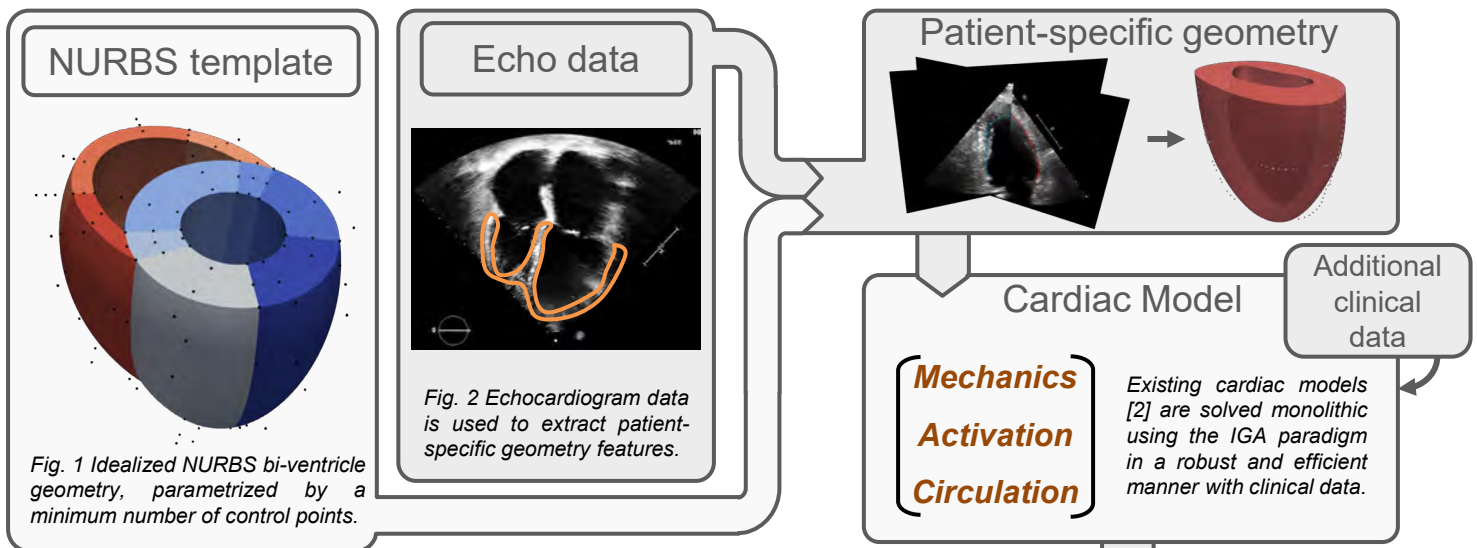 NURBS template
Fig. 1 Idealized NURBS bi-ventricle
geometry, parametrized by a
minimum number of control points.
Echo data
Fig. 2 Echocardiogram data
is used to extract patient-
specific geometry features.
Patient-specific geometry
Cardiac Model
Additional
clinical
data
Mechanics
Activation
Circulation
Existing cardiac models
[2] are solved monolithic
using the IGA paradigm
in a robust and efficient
manner with clinical data.